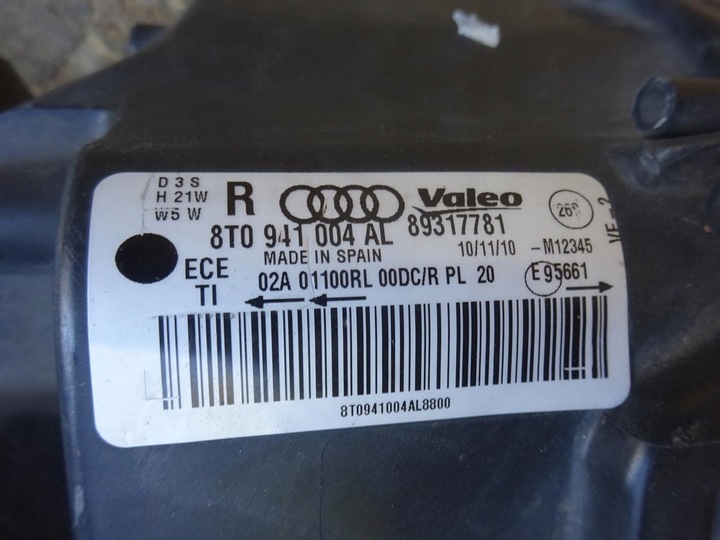 D3S
H 21W
W5W
R Valeo
8T0 941 004 AL 89317781
MADE IN SPAIN 10/11/10 -M12345
ECE 02A 01100RL 00DC/R PL 20 E 95661
TI
8T0941004AL8800